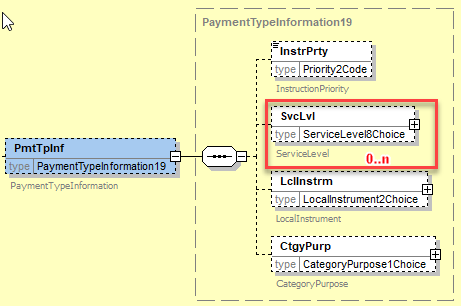 PaymentTypeInformation19
InstrPrty
type Priority2Code
InstructionPriority
SvcLvl
type ServiceLevel8Choice
ServiceLevel
0..n
PmtTpInf
type PaymentTypeInformation19
PaymentTypeInformation
LclInstrm
type LocalInstrument2Choice
LocalInstrument
CtgyPurp
type CategoryPurpose1Choice
CategoryPurpose